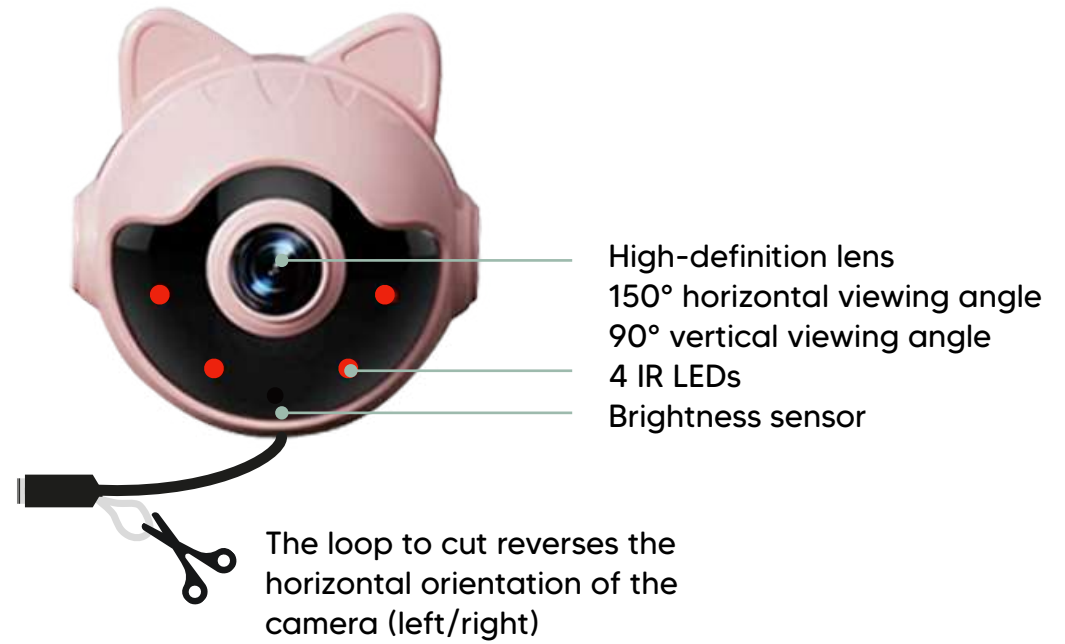 High-definition lens
150° horizontal viewing angle
90° vertical viewing angle
4 IR LEDs
Brightness sensor
The loop to cut reverses the
horizontal orientation of the
camera (left/right)